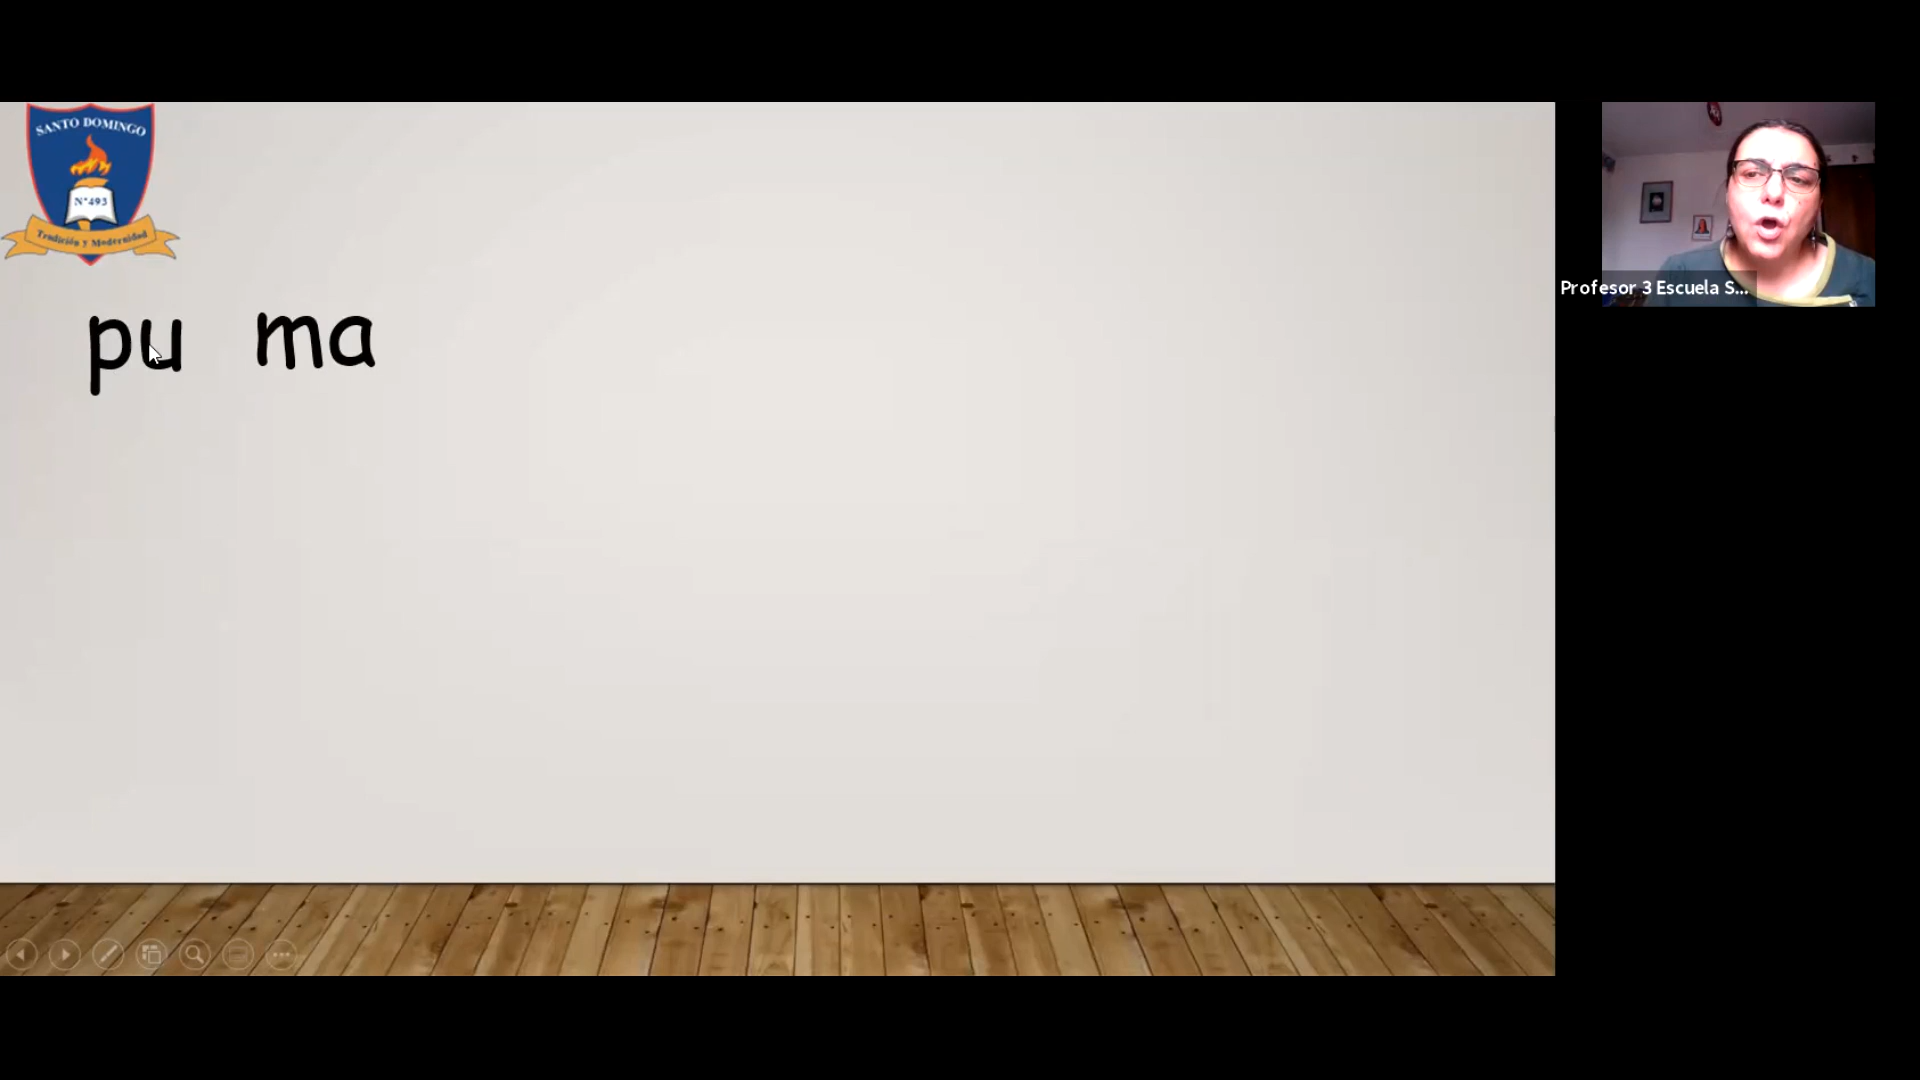 SANTO DOMINGO
N°493
Tradición y Modernidad
pu ma
Profesor 3 Escuela S...